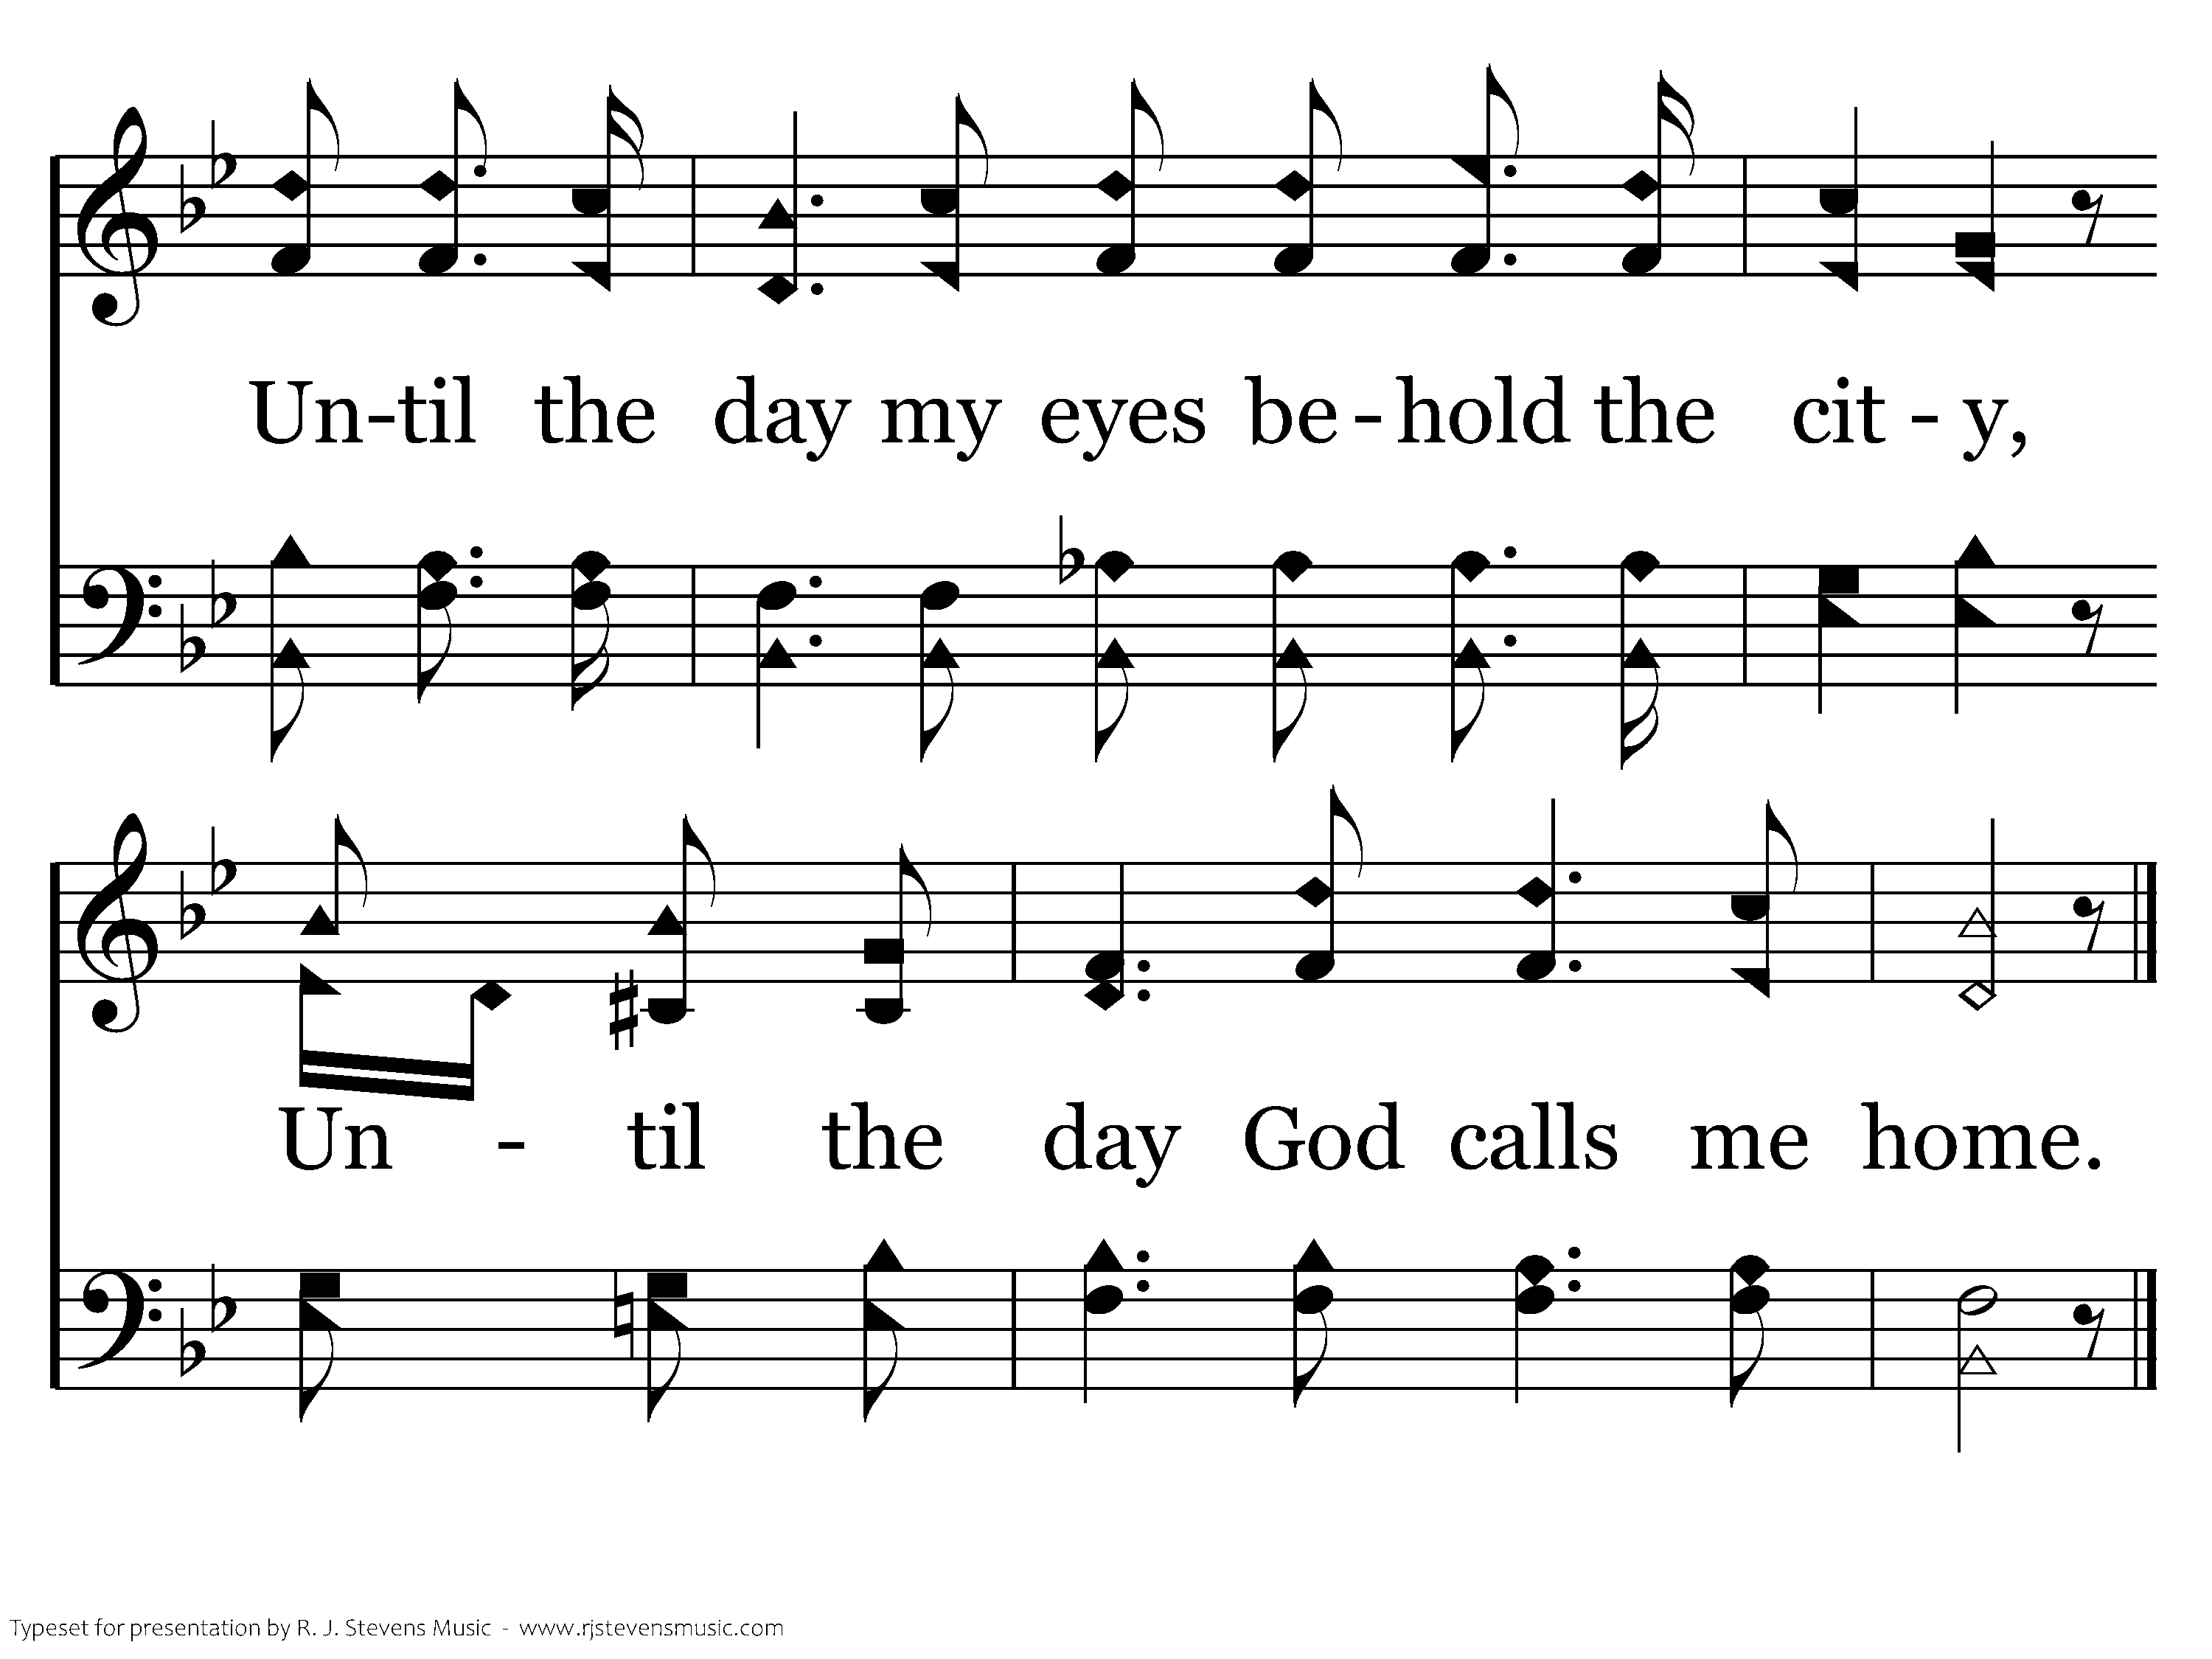 Un-til the day my eyes be-hold the cit-y,
Un - til the day God calls me home.
Typeset for presentation by R. J. Stevens Music - www.rjstevensmusic.com